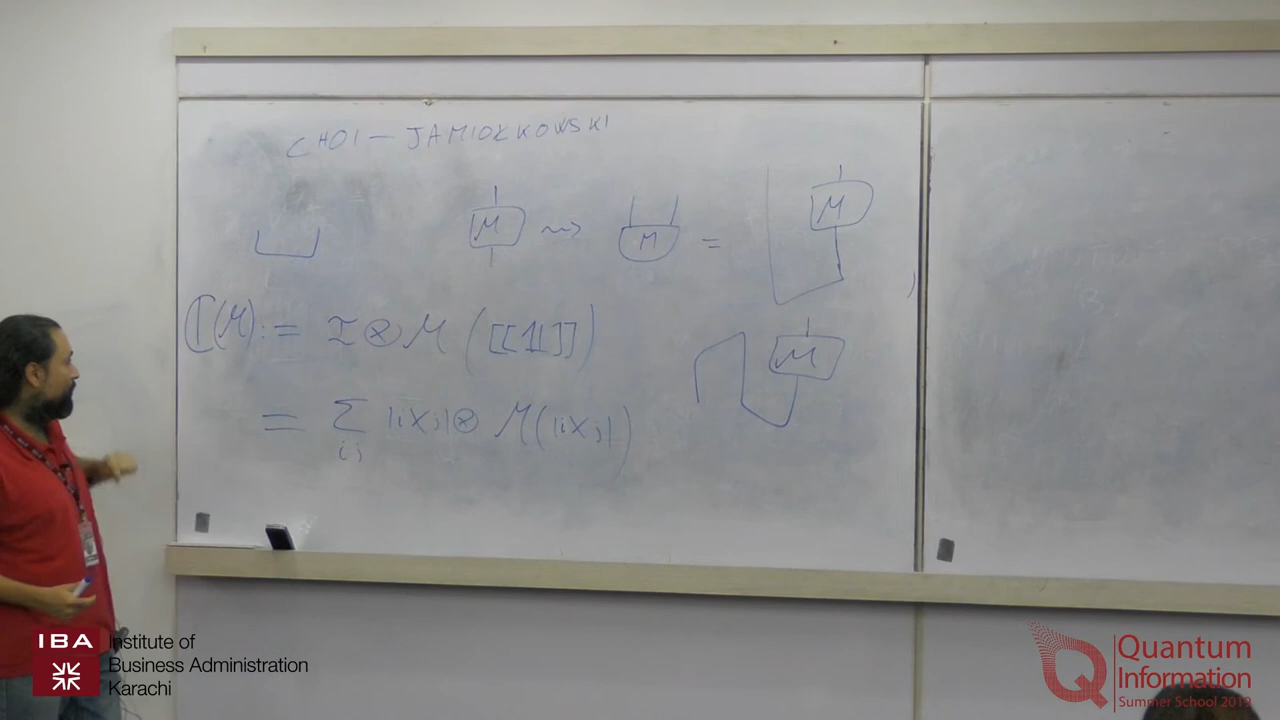 CHOI — JAMIOŁKOWSKI
M ⇝ M = M
ℭ(M) := I ⊗ M ( [[1]] )
M
= Σ |i⟩⟨j| ⊗ M(|i⟩⟨j|)
i,j
IBA
Institute of
Business Administration
Karachi
Quantum
Information
Summer School 2019